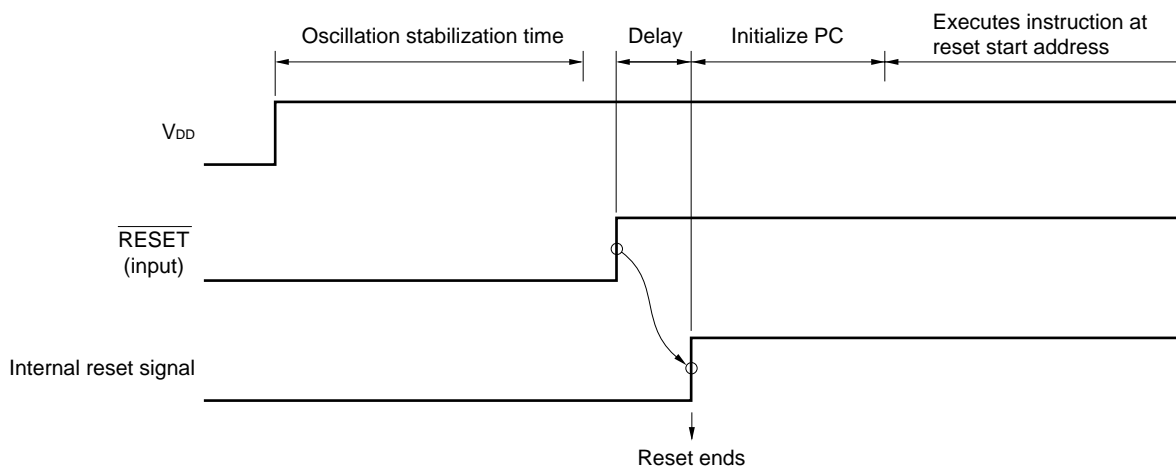 Oscillation stabilization time
Delay
Initialize PC
Executes instruction at
reset start address
VDD
RESET
(input)
Internal reset signal
Reset ends